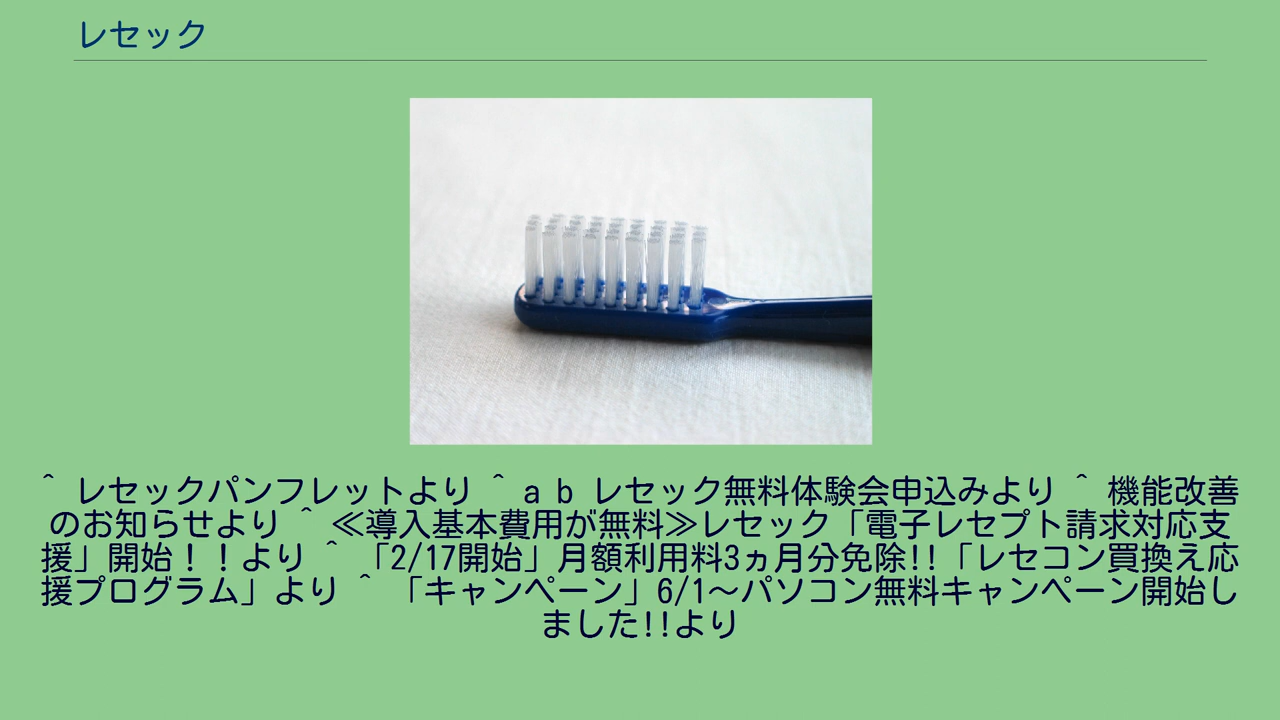 レセック
^ レセックパンフレットより ^ a b レセック無料体験会申込みより ^ 機能改善
のお知らせより ^ ≪導入基本費用が無料≫レセック「電子レセプト請求対応支
援」開始！！より ^ 「2/17開始」月額利用料3ヵ月分免除!!「レセコン買換え応
援プログラム」より ^ 「キャンペーン」6/1～パソコン無料キャンペーン開始し
ました!!より